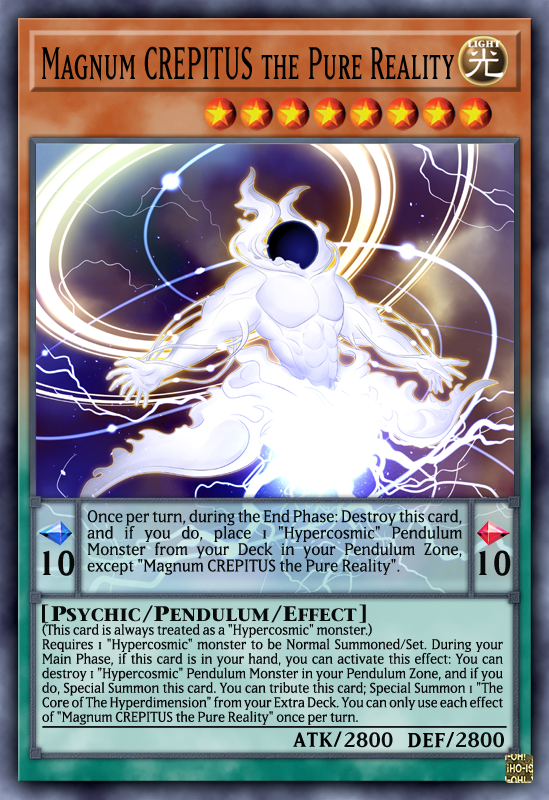 Magnum CREPITUS the Pure Reality
LIGHT
光
Once per turn, during the End Phase: Destroy this card,
and if you do, place 1 "Hypercosmic" Pendulum
Monster from your Deck in your Pendulum Zone,
except "Magnum CREPITUS the Pure Reality".
10
10
[Psychic/Pendulum/Effect]
(This card is always treated as a "Hypercosmic" monster.)
Requires 1 "Hypercosmic" monster to be Normal Summoned/Set. During your
Main Phase, if this card is in your hand, you can activate this effect: You can
destroy 1 "Hypercosmic" Pendulum Monster in your Pendulum Zone, and if you
do, Special Summon this card. You can tribute this card; Special Summon 1 "The
Core of The Hyperdimension" from your Extra Deck. You can only use each effect
of "Magnum CREPITUS the Pure Reality" once per turn.
ATK/2800 DEF/2800